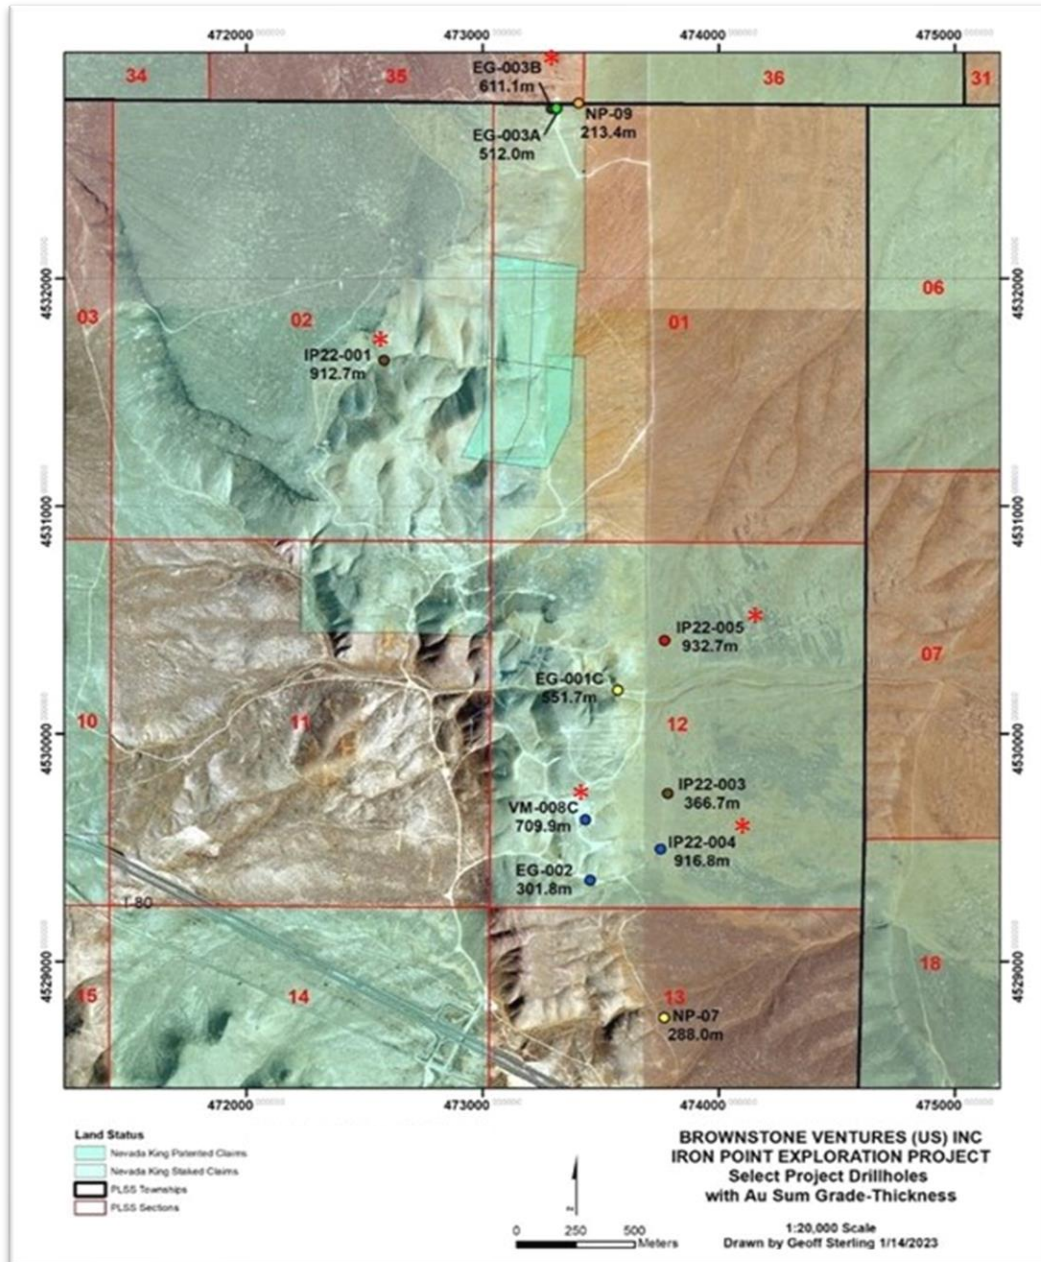 472000
473000
474000
475000
34
35
36
31
EG-003B
611.1m
NP-09
213.4m
EG-003A
512.0m
4532000
4532000
03
02
01
06
IP22-001
912.7m
4531000
4531000
IP22-005
932.7m
07
EG-001C
551.7m
10
11
12
4530000
4530000
IP22-003
366.7m
VM-008C
709.9m
IP22-004
916.8m
EG-002
301.8m
I-80
4529000
4529000
18
15
14
13
NP-07
288.0m
472000
473000
474000
475000
Land Status
Nevada King Patented Claims
Nevada King Staked Claims
PLSS Townships
PLSS Sections
0 250 500
Meters
BROWNSTONE VENTURES (US) INC
IRON POINT EXPLORATION PROJECT
Select Project Drillholes
with Au Sum Grade-Thickness
1:20,000 Scale
Drawn by Geoff Sterling 1/14/2023